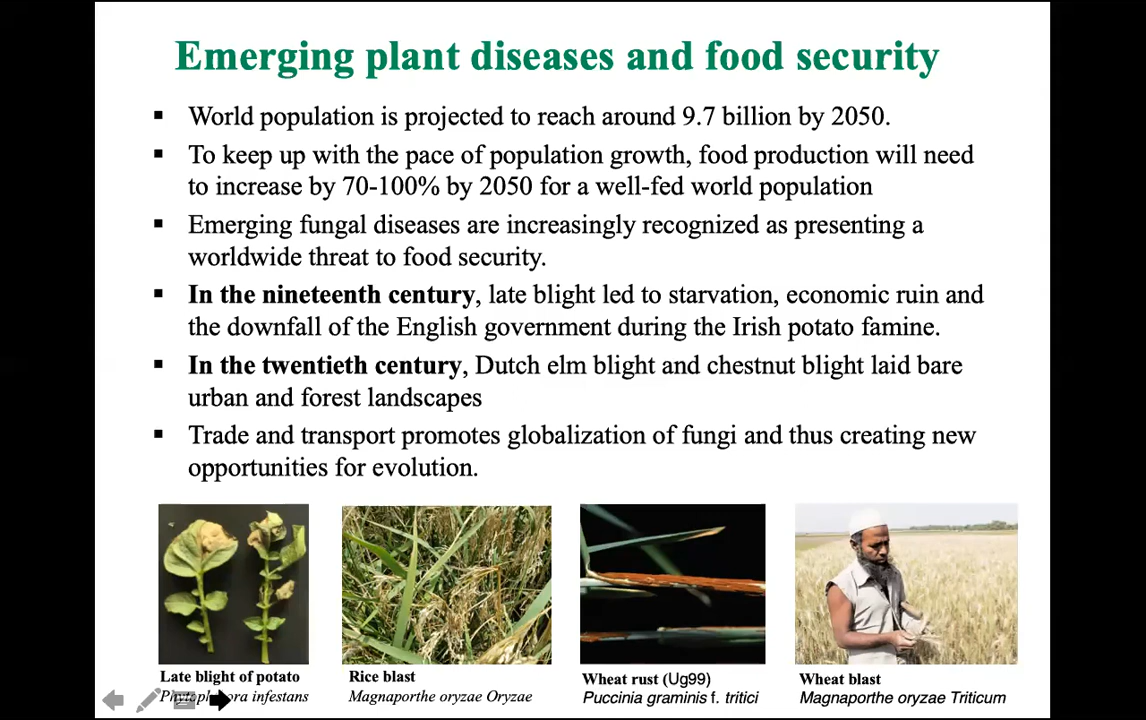 Emerging plant diseases and food security
▪ World population is projected to reach around 9.7 billion by 2050.
▪ To keep up with the pace of population growth, food production will need
to increase by 70-100% by 2050 for a well-fed world population
▪ Emerging fungal diseases are increasingly recognized as presenting a
worldwide threat to food security.
▪ In the nineteenth century, late blight led to starvation, economic ruin and
the downfall of the English government during the Irish potato famine.
▪ In the twentieth century, Dutch elm blight and chestnut blight laid bare
urban and forest landscapes
▪ Trade and transport promotes globalization of fungi and thus creating new
opportunities for evolution.
Late blight of potato
Phytophthora infestans
Rice blast
Magnaporthe oryzae Oryzae
Wheat rust (Ug99)
Puccinia graminis f. tritici
Wheat blast
Magnaporthe oryzae Triticum